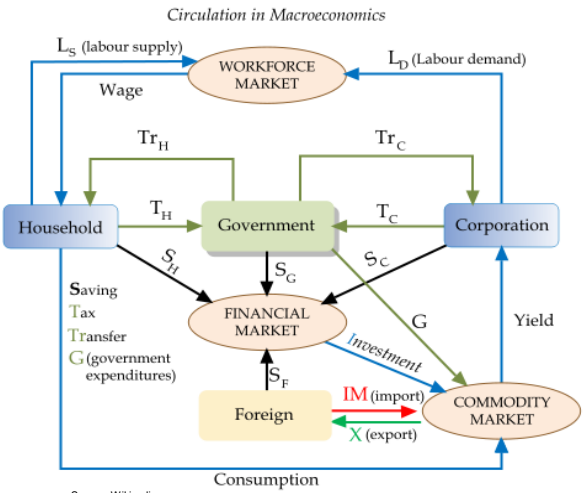 Circulation in Macroeconomics
LS (labour supply)
WORKFORCE
MARKET
LD (Labour demand)
Wage
TrH
TrC
Household
TH
Government
TC
Corporation
SH
SG
SC
Saving
Tax
Transfer
G (government
expenditures)
FINANCIAL
MARKET
G
Yield
Investment
SF
Foreign
IM (import)
X (export)
COMMODITY
MARKET
Consumption